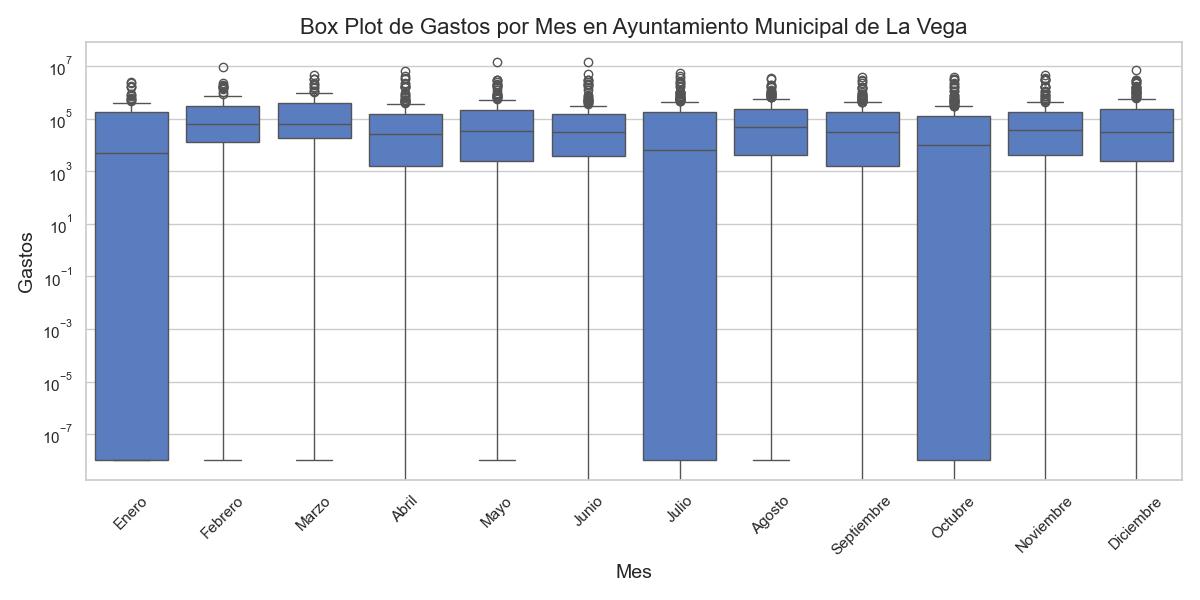 Box Plot de Gastos por Mes en Ayuntamiento Municipal de La Vega
Gastos
10^7
10^5
10^3
10^1
10^−1
10^−3
10^−5
10^−7
Enero Febrero Marzo Abril Mayo Junio Julio Agosto Septiembre Octubre Noviembre Diciembre
Mes